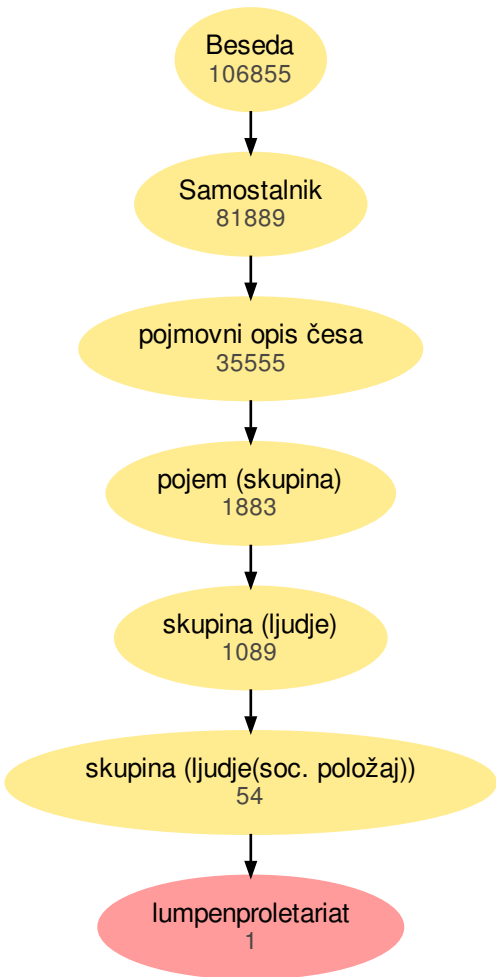 Beseda
106855
Samostalnik
81889
pojmovni opis česa
35555
pojem (skupina)
1883
skupina (ljudje)
1089
skupina (ljudje(soc. položaj))
54
lumpenproletariat
1